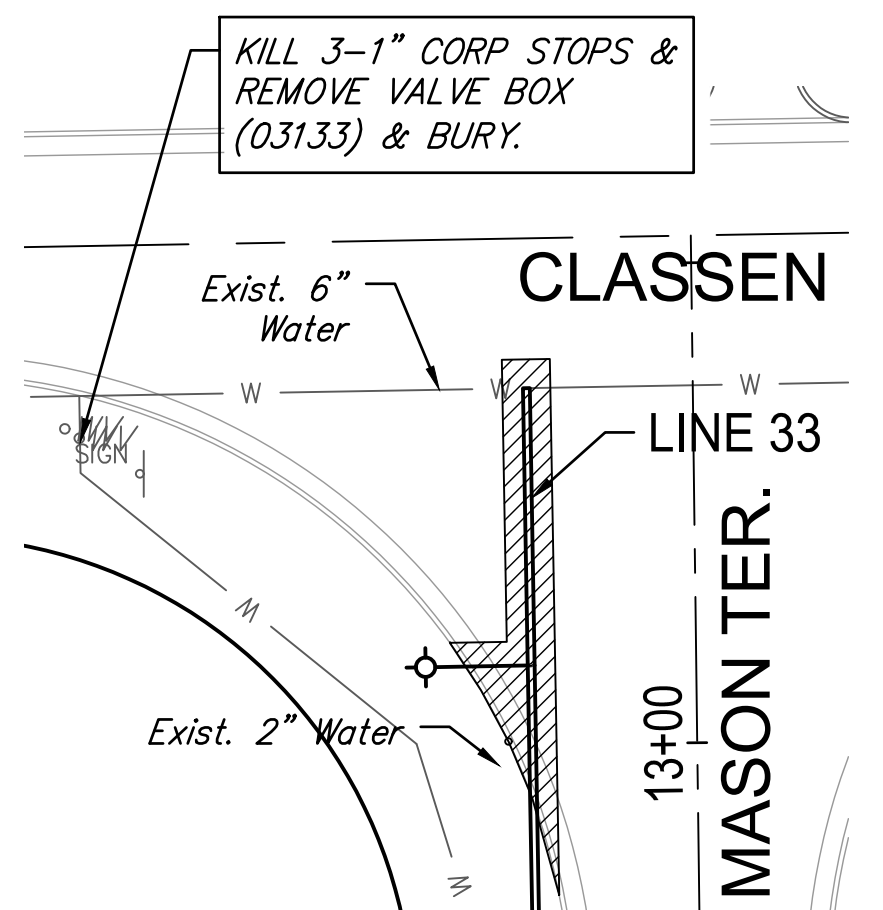 KILL 3-1" CORP STOPS &
REMOVE VALVE BOX
(03133) & BURY.
CLASSEN
Exist. 6"
Water
W
W
W
LINE 33
SIGN
MASON TER.
W
13+00
Exist. 2" Water
W